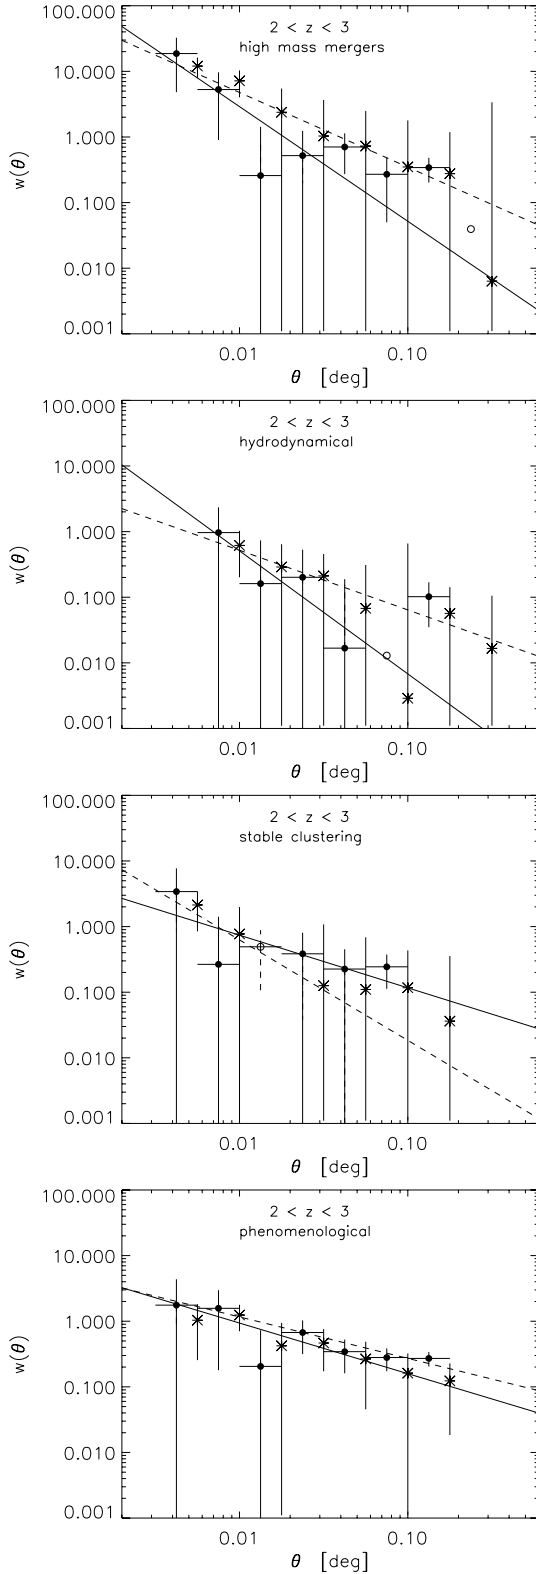 100.000
10.000
1.000
0.100
0.010
0.001
w(θ)
2 < z < 3
high mass mergers
0.01
0.10
θ [deg]
100.000
10.000
1.000
0.100
0.010
0.001
w(θ)
2 < z < 3
hydrodynamical
0.01
0.10
θ [deg]
100.000
10.000
1.000
0.100
0.010
0.001
w(θ)
2 < z < 3
stable clustering
0.01
0.10
θ [deg]
100.000
10.000
1.000
0.100
0.010
0.001
w(θ)
2 < z < 3
phenomenological
0.01
0.10
θ [deg]